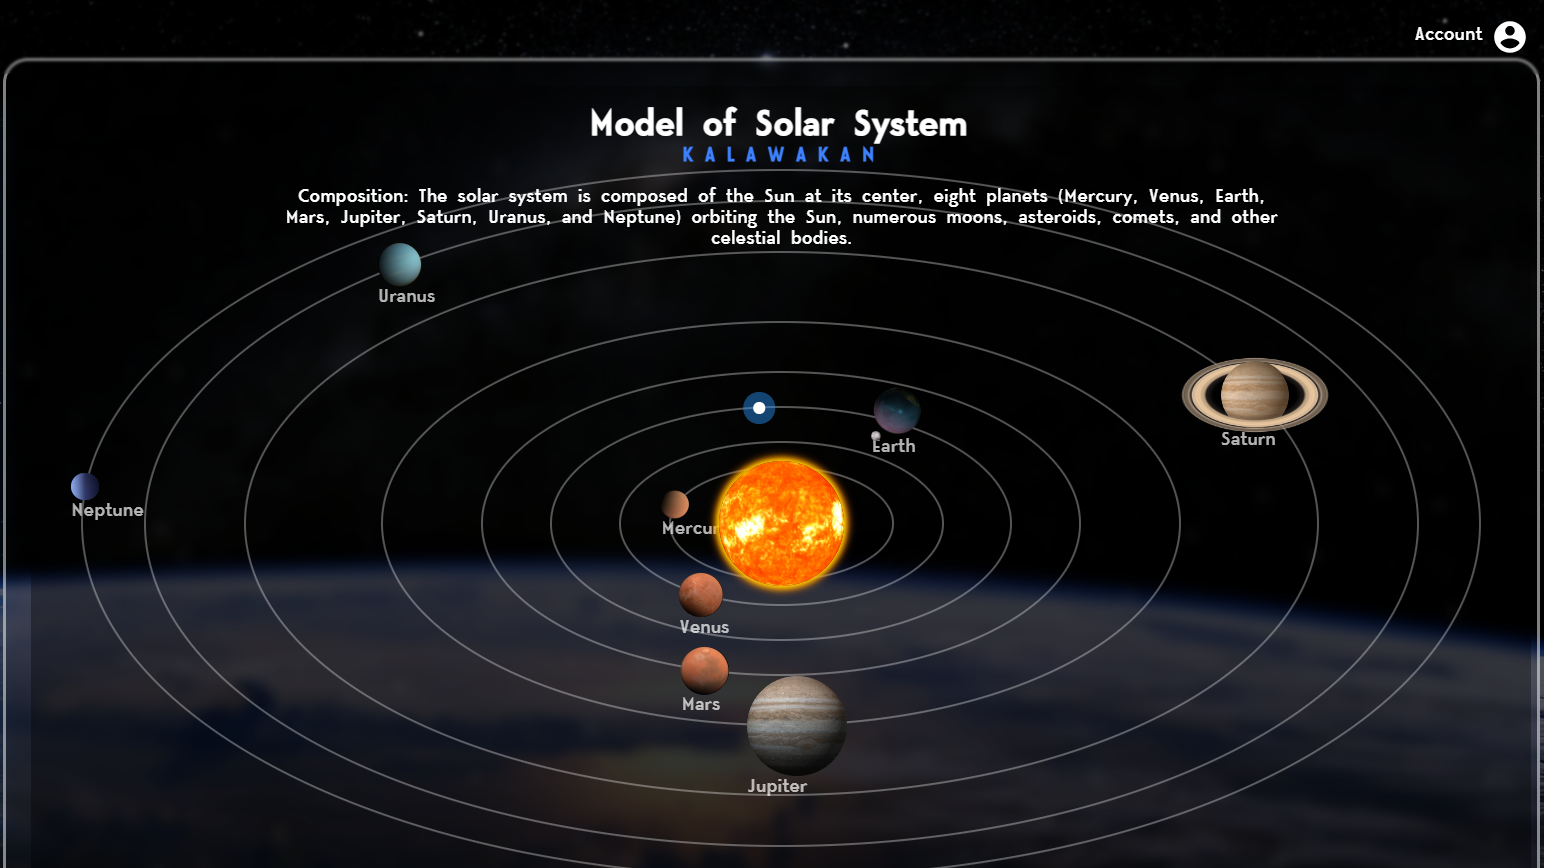 Account
Model of Solar System
KALAWAKAN
Composition: The solar system is composed of the Sun at its center, eight planets (Mercury, Venus, Earth,
Mars, Jupiter, Saturn, Uranus, and Neptune) orbiting the Sun, numerous moons, asteroids, comets, and other
celestial bodies.
Uranus
Saturn
Earth
Neptune
Mercur
Venus
Mars
Jupiter